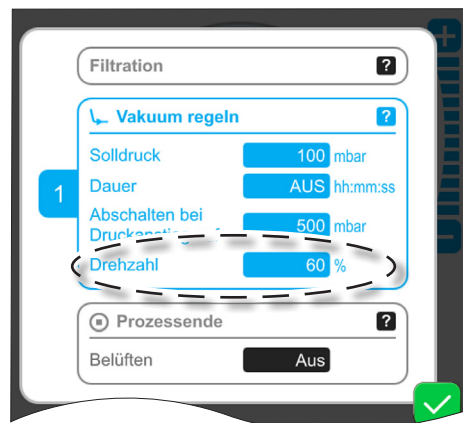 Filtration ?
Vakuum regeln ?
1
Solldruck 100 mbar
Dauer AUS hh:mm:ss
Abschalten bei
500 mbar
Drehzahl 60 %
Prozessende ?
Belüften Aus